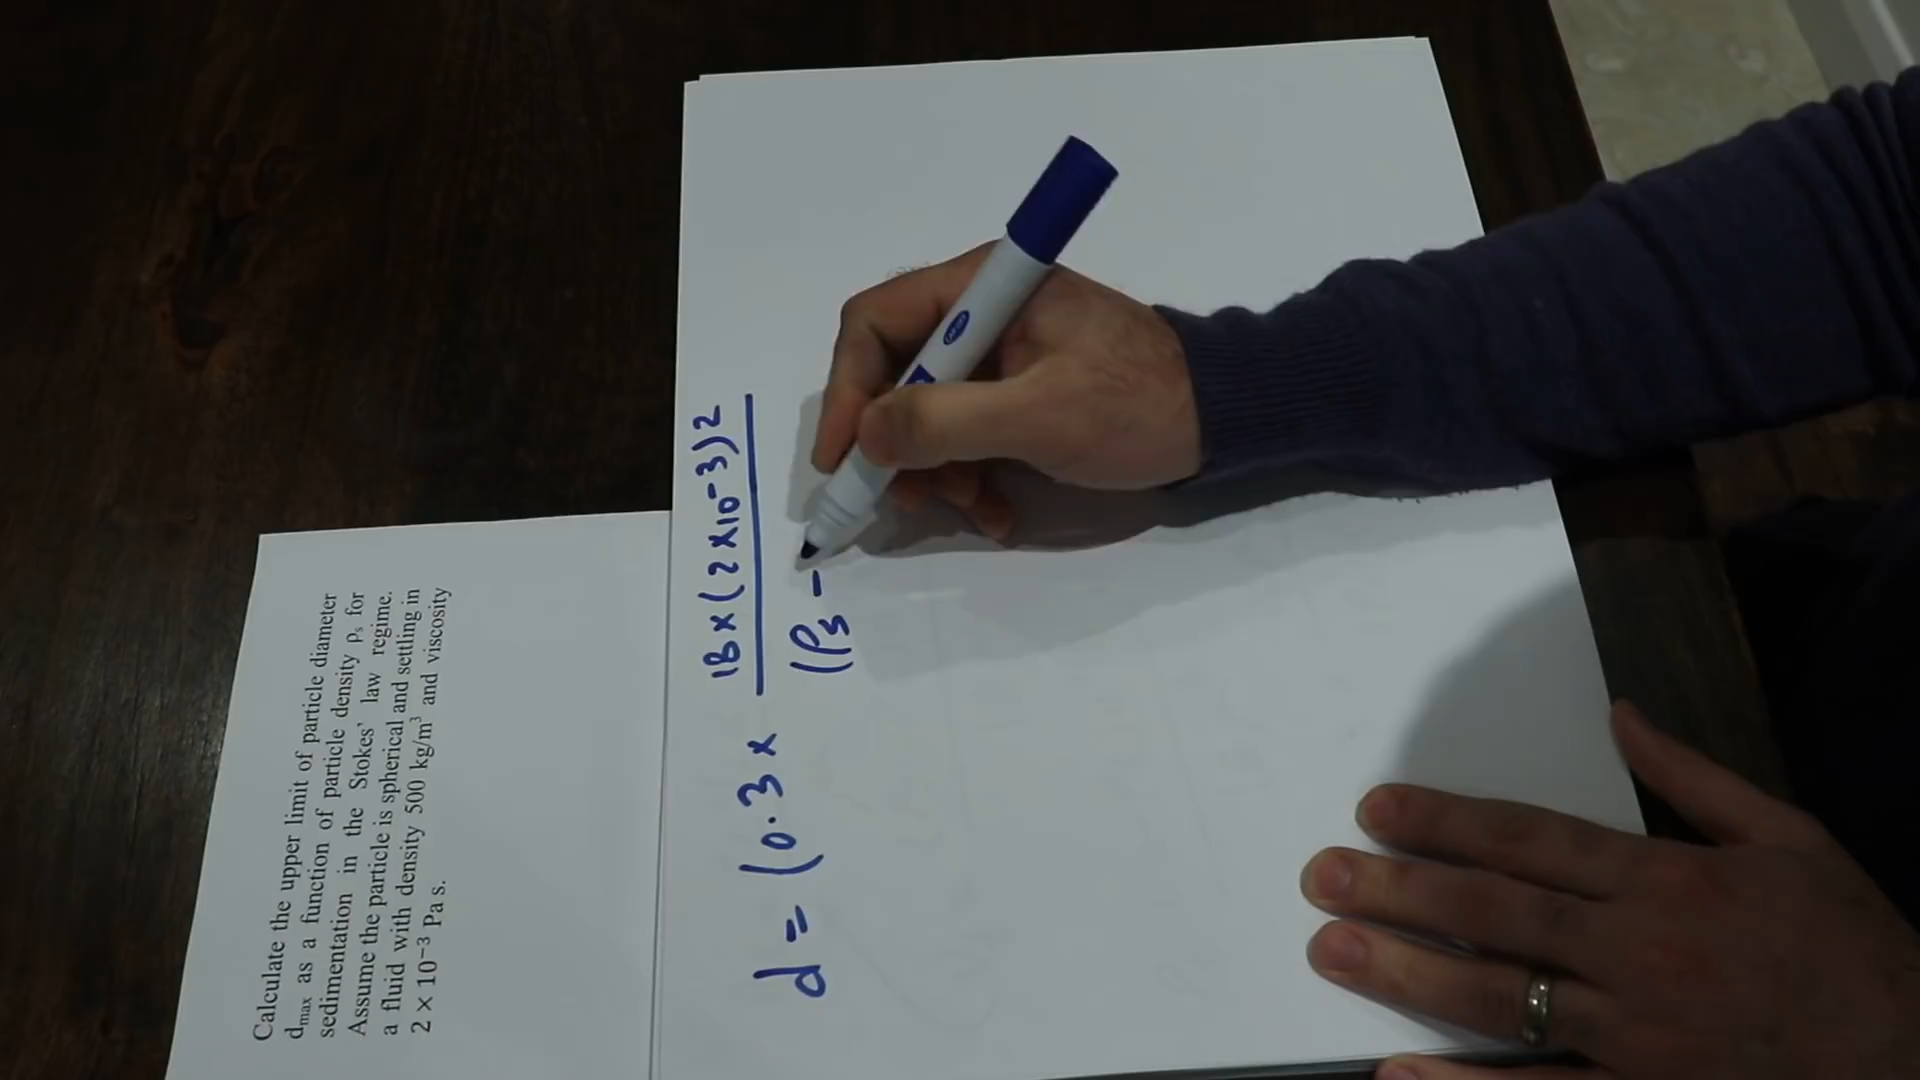 Calculate the upper limit of particle diameter
dmax as a function of particle density ρs for
sedimentation in the Stokes' law regime.
Assume the particle is spherical and settling in
a fluid with density 500 kg/m³ and viscosity
2 × 10⁻³ Pa s.
d = (0.3 x 18 x (2 x 10⁻³)²
(ρs -